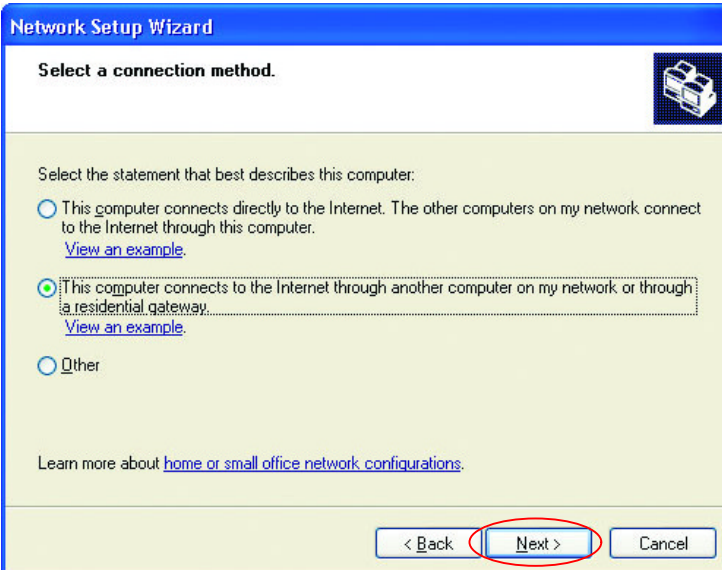 Network Setup Wizard
Select a connection method.
Select the statement that best describes this computer:
This computer connects directly to the Internet. The other computers on my network connect
to the Internet through this computer.
View an example.
This computer connects to the Internet through another computer on my network or through
a residential gateway.
View an example.
Other
Learn more about home or small office network configurations.
< Back
Next >
Cancel